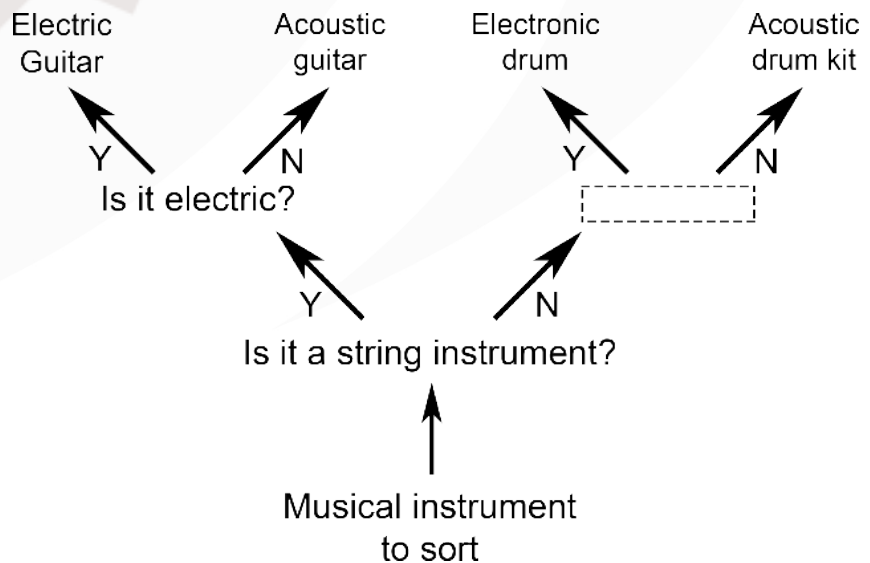 Electric
Guitar
Acoustic
guitar
Electronic
drum
Acoustic
drum kit
Y
N
Y
N
Is it electric?
Y
N
Is it a string instrument?
Musical instrument
to sort